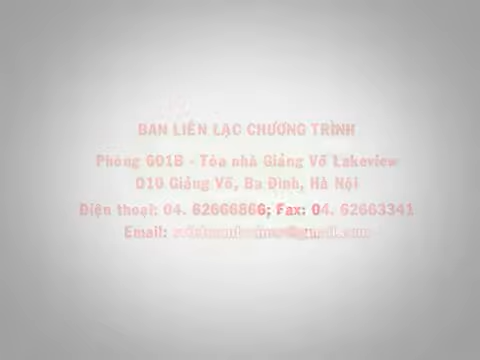 BAN LIÊN LẠC CHƯƠNG TRÌNH
Phòng 601B - Tòa nhà Giảng Võ Lakeview
D10 Giảng Võ, Ba Đình, Hà Nội
Điện thoại: 04. 62666866; Fax: 04. 62663341
Email: